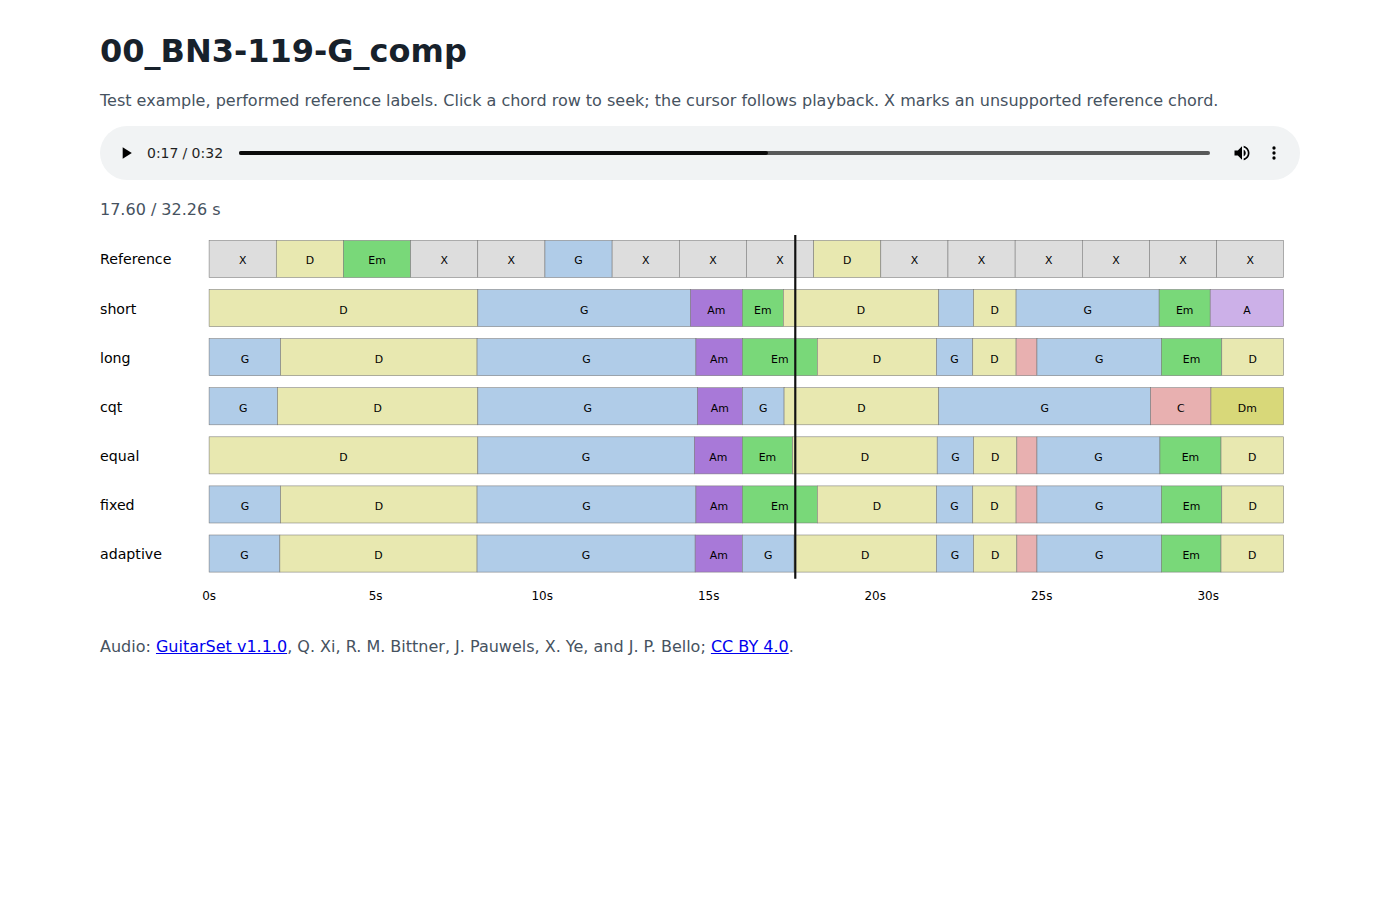 00_BN3-119-G_comp
Test example, performed reference labels. Click a chord row to seek; the cursor follows playback. X marks an unsupported reference chord.
0:17 / 0:32
17.60 / 32.26 s
Reference X D Em X X G X X X D X X X X X X
short D G Am Em D D G Em A
long G D G Am Em D G D G Em D
cqt G D G Am G D G C Dm
equal D G Am Em D G D G Em D
fixed G D G Am Em D G D G Em D
adaptive G D G Am G D G D G Em D
0s 5s 10s 15s 20s 25s 30s
Audio: GuitarSet v1.1.0, Q. Xi, R. M. Bittner, J. Pauwels, X. Ye, and J. P. Bello; CC BY 4.0.